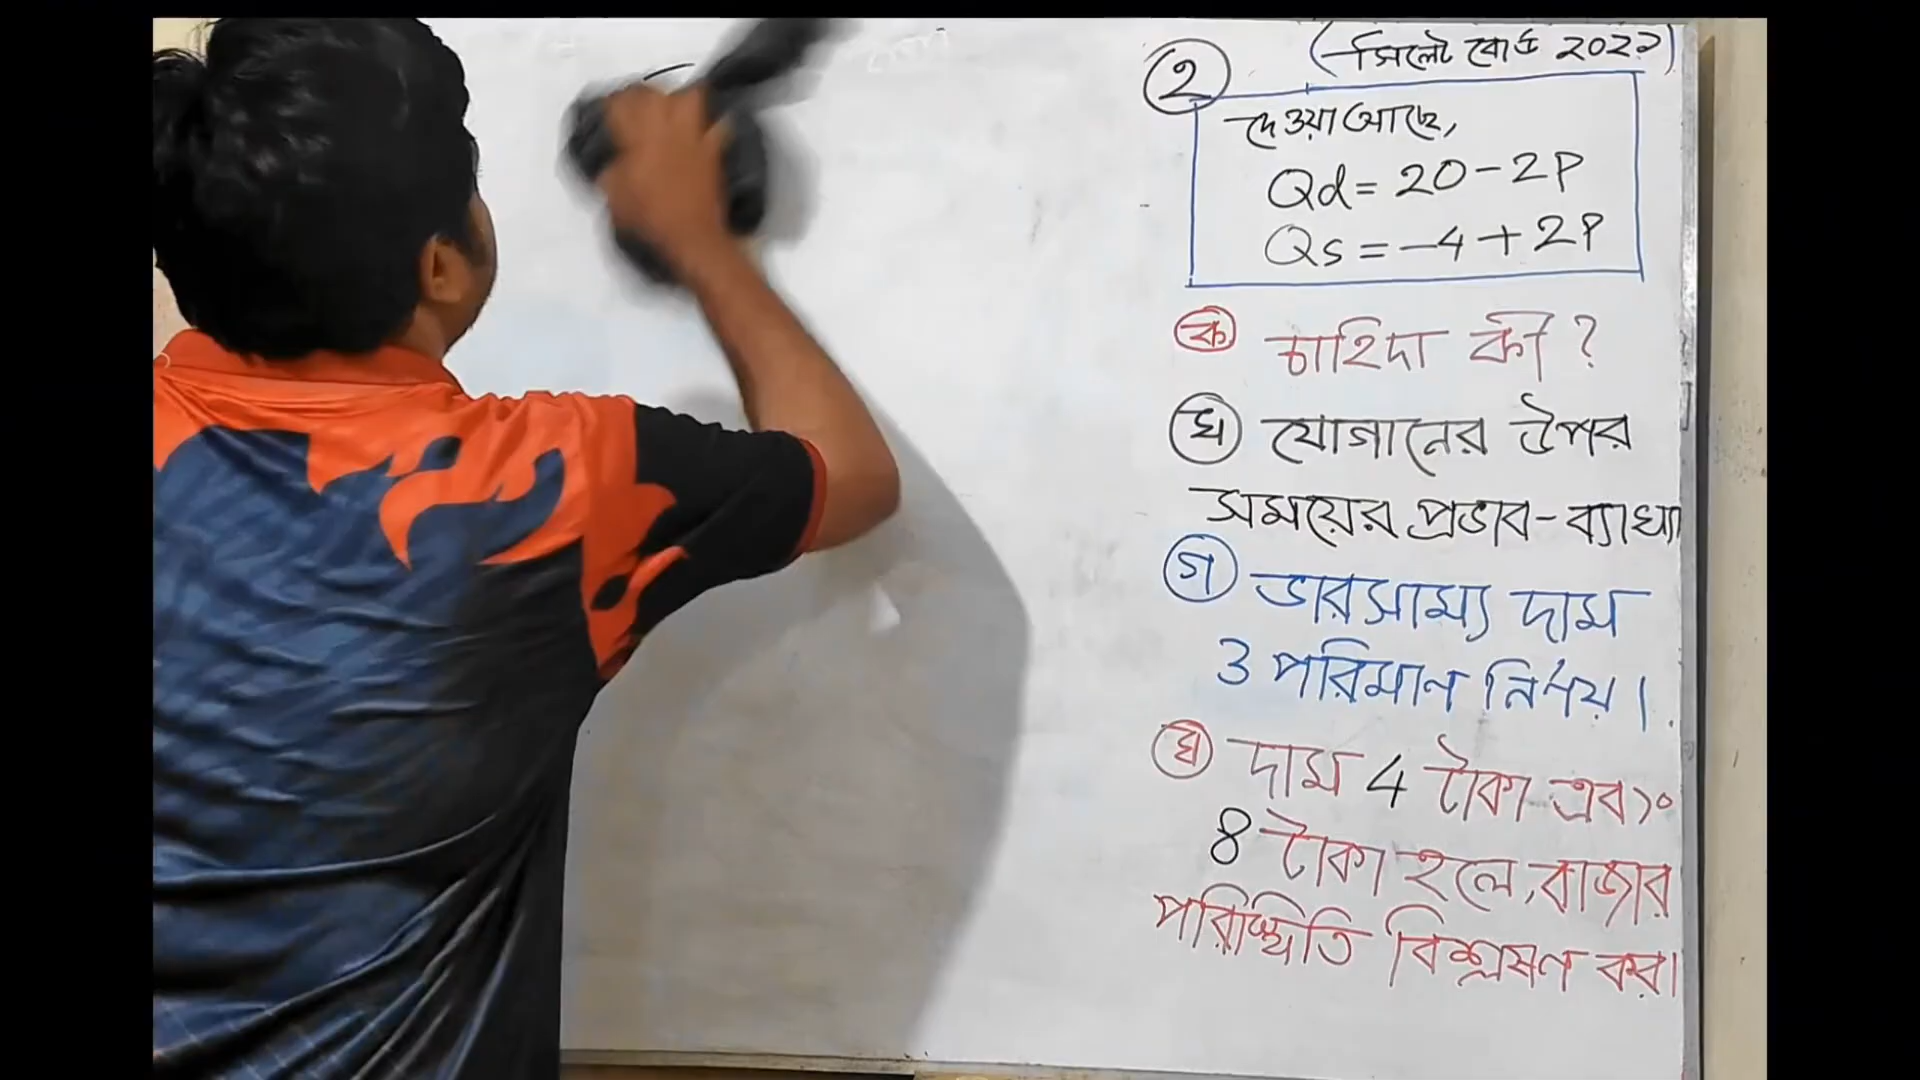 ২ (সিলেট বোর্ড ২০২১)
দেওয়া আছে,
Qd = 20-2P
Qs = -4+2P
ক চাহিদা কী?
খ যোগানের উপর
সময়ের প্রভাব-ব্যাখ্যা
গ ভারসাম্য দাম
ও পরিমান নির্ণয়।
ঘ দাম 4 টাকা এবং
8 টাকা হলে, বাজার
পরিস্থিতি বিশ্লেষণ কর।